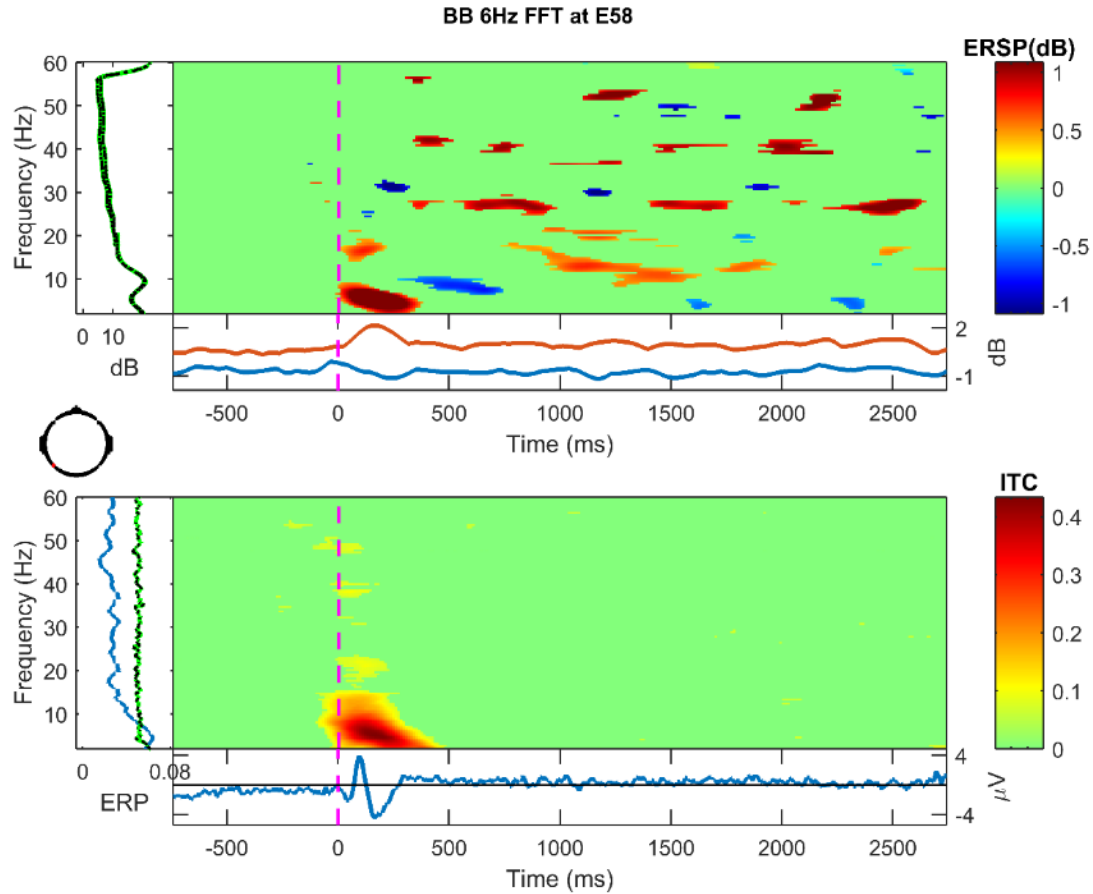 BB 6Hz FFT at E58
ERSP(dB)
60
50
40
30
20
10
Frequency (Hz)
1
0.5
0
-0.5
-1
0 10
dB
2
-1
dB
-500 0 500 1000 1500 2000 2500
Time (ms)
ITC
60
50
40
30
20
10
Frequency (Hz)
0.4
0.3
0.2
0.1
0
0 0.08
ERP
4
-4
μV
-500 0 500 1000 1500 2000 2500
Time (ms)